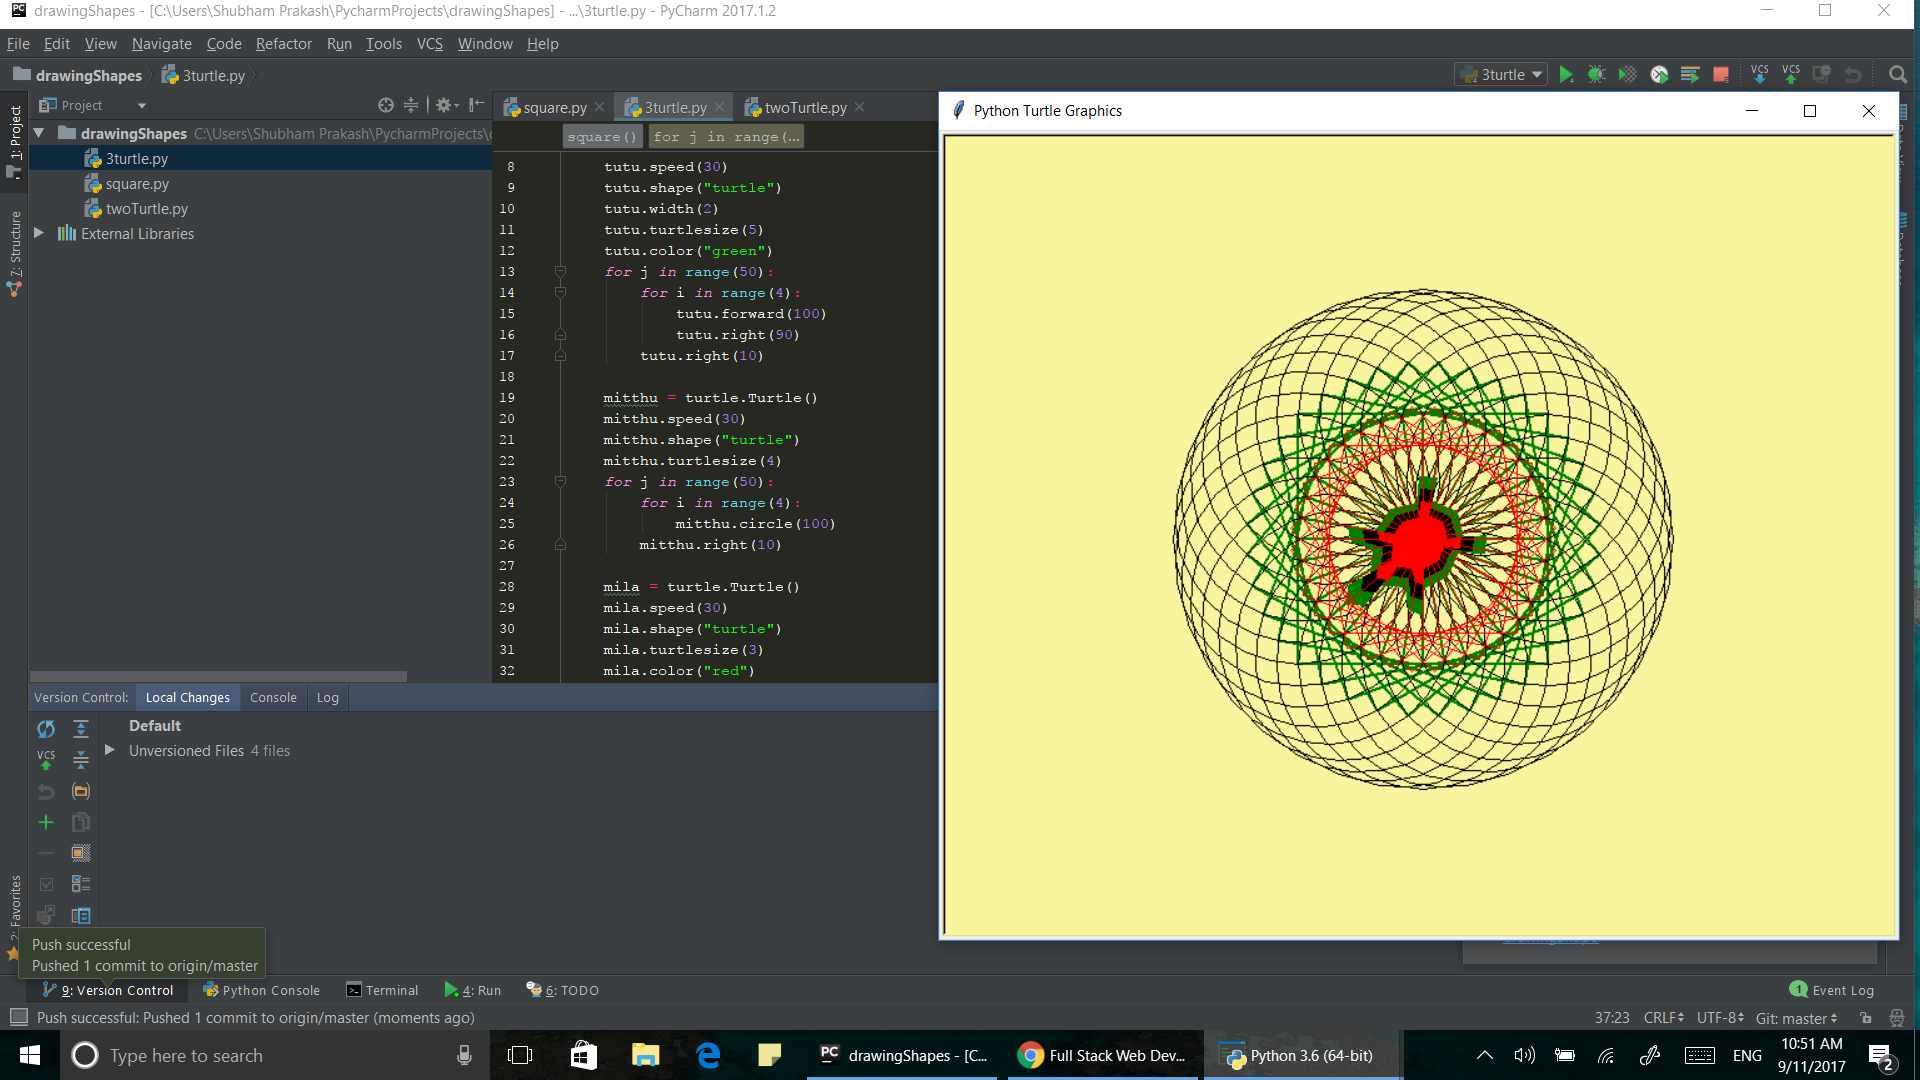 drawingShapes - [C:\Users\Shubham Prakash\PycharmProjects\drawingShapes] - ...\3turtle.py - PyCharm 2017.1.2
File Edit View Navigate Code Refactor Run Tools VCS Window Help
drawingShapes 3turtle.py
3turtle VCS VCS
1: Project
7: Structure
2: Favorites
Project
drawingShapes C:\Users\Shubham Prakash\PycharmProjects\
3turtle.py
square.py
twoTurtle.py
External Libraries
square.py 3turtle.py twoTurtle.py
square() for j in range(...
8 tutu.speed(30)
9 tutu.shape("turtle")
10 tutu.width(2)
11 tutu.turtlesize(5)
12 tutu.color("green")
13 for j in range(50):
14 for i in range(4):
15 tutu.forward(100)
16 tutu.right(90)
17 tutu.right(10)
18
19 mitthu = turtle.Turtle()
20 mitthu.speed(30)
21 mitthu.shape("turtle")
22 mitthu.turtlesize(4)
23 for j in range(50):
24 for i in range(4):
25 mitthu.circle(100)
26 mitthu.right(10)
27
28 mila = turtle.Turtle()
29 mila.speed(30)
30 mila.shape("turtle")
31 mila.turtlesize(3)
32 mila.color("red")
Python Turtle Graphics
Version Control: Local Changes Console Log
VCS
Default
Unversioned Files 4 files
Push successful
Pushed 1 commit to origin/master
9: Version Control Python Console Terminal 4: Run 6: TODO
1 Event Log
Push successful: Pushed 1 commit to origin/master (moments ago)
37:23 CRLF UTF-8 Git: master
Type here to search
PC drawingShapes - [C...
Full Stack Web Dev...
Python 3.6 (64-bit)
ENG
10:51 AM
9/11/2017
2